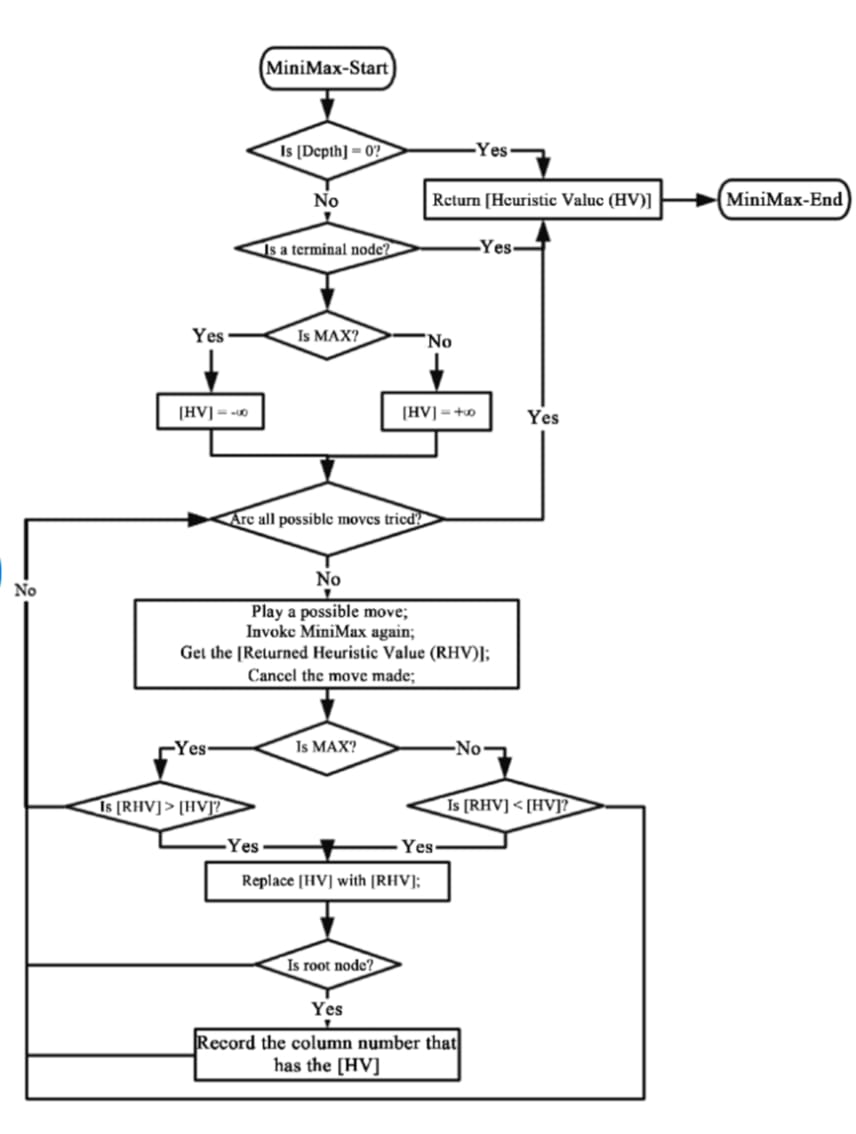 MiniMax-Start
Is [Depth] = 0?
Yes
No
Return [Heuristic Value (HV)]
MiniMax-End
Is a terminal node?
Yes
Yes
Is MAX?
No
[HV] = -∞
[HV] = +∞
Yes
Are all possible moves tried?
No
No
Play a possible move;
Invoke MiniMax again;
Get the [Returned Heuristic Value (RHV)];
Cancel the move made;
Yes
Is MAX?
No
Is [RHV] > [HV]?
Is [RHV] < [HV]?
Yes
Yes
Replace [HV] with [RHV];
Is root node?
Yes
Record the column number that
has the [HV]